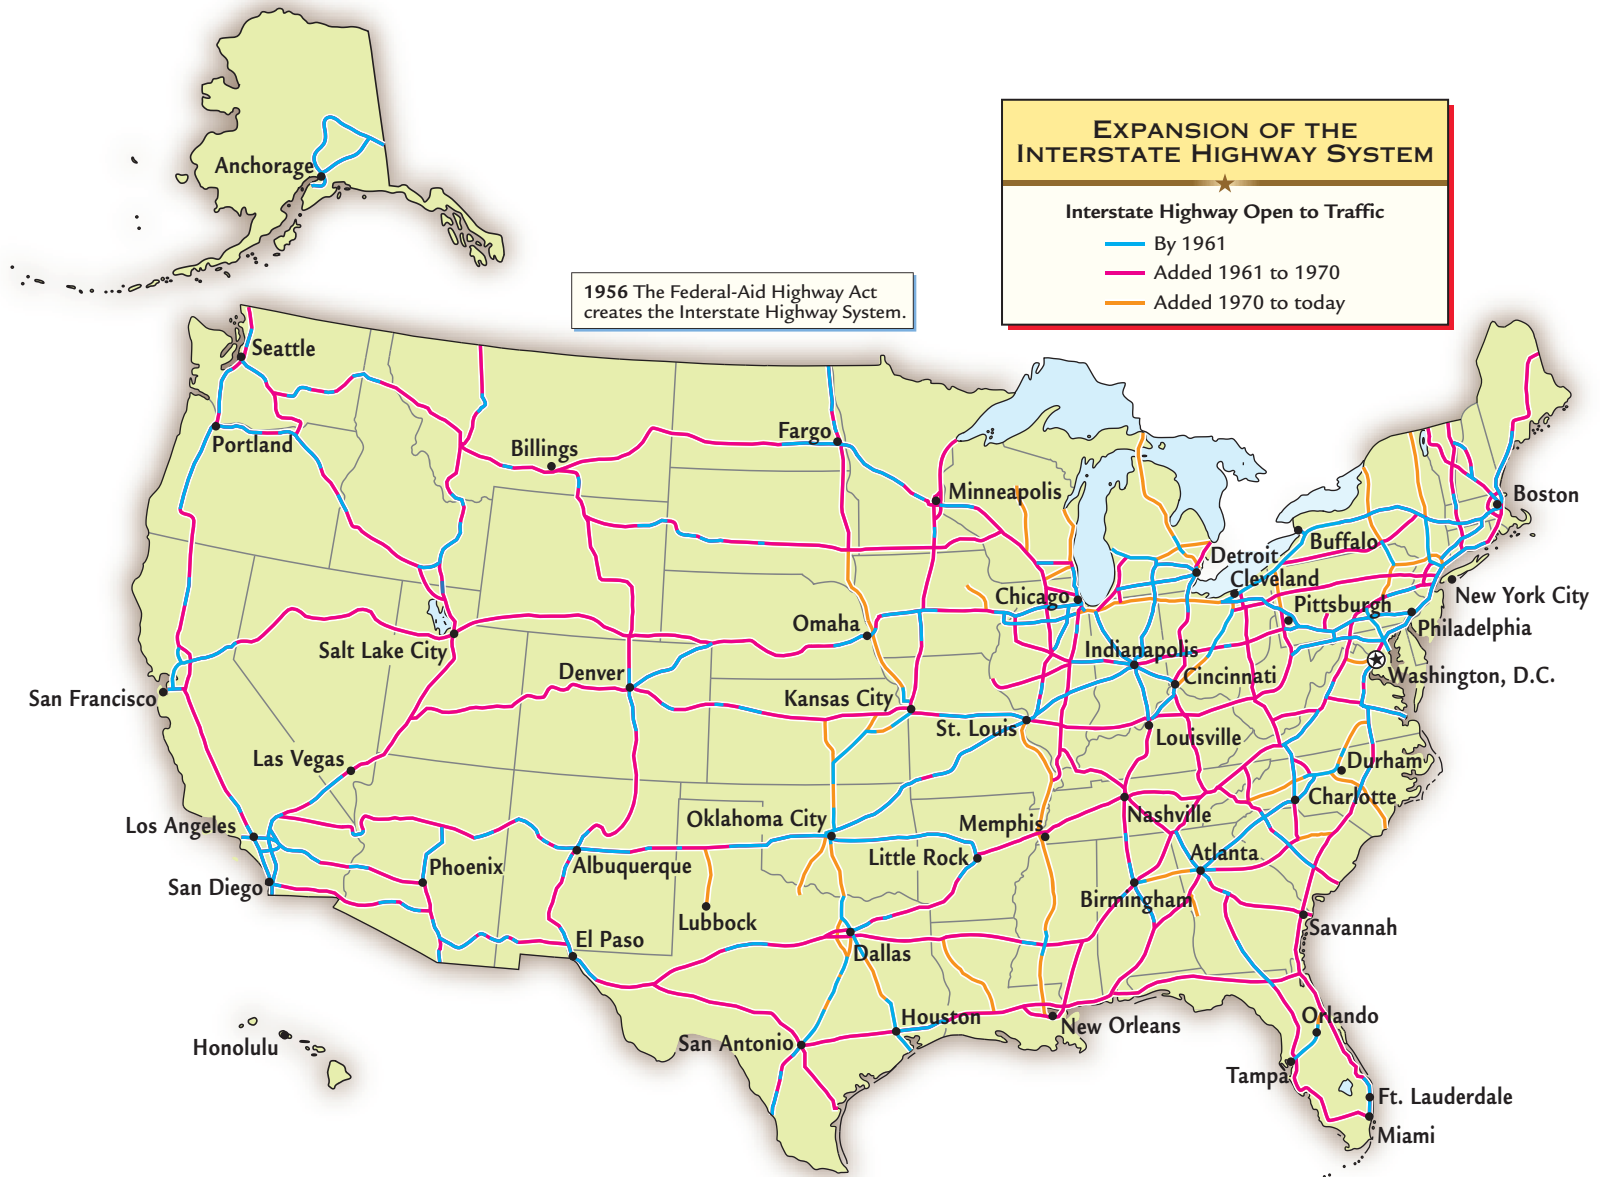 Anchorage
EXPANSION OF THE
INTERSTATE HIGHWAY SYSTEM
Interstate Highway Open to Traffic
By 1961
Added 1961 to 1970
Added 1970 to today
1956 The Federal-Aid Highway Act
creates the Interstate Highway System.
Seattle
Portland
Billings
Fargo
Minneapolis
Boston
Buffalo
Detroit
Cleveland
Chicago
New York City
Pittsburgh
Omaha
Philadelphia
Salt Lake City
Indianapolis
Denver
Cincinnati
Washington, D.C.
San Francisco
Kansas City
St. Louis
Louisville
Las Vegas
Durham
Charlotte
Los Angeles
Oklahoma City
Memphis
Nashville
Little Rock
Atlanta
Phoenix
Albuquerque
San Diego
Birmingham
Lubbock
Savannah
El Paso
Dallas
Houston
Orlando
New Orleans
Honolulu
San Antonio
Tampa
Ft. Lauderdale
Miami